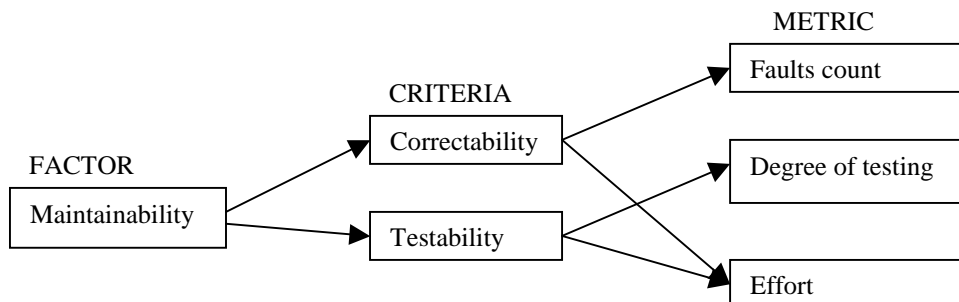 METRIC
Faults count
CRITERIA
Correctability
Degree of testing
FACTOR
Maintainability
Testability
Effort